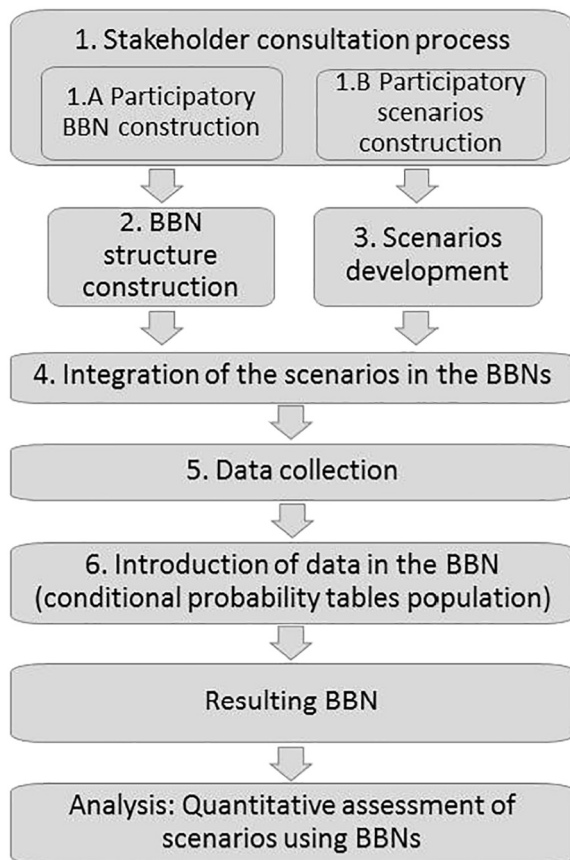 1. Stakeholder consultation process
1.A Participatory
BBN construction
1.B Participatory
scenarios
construction
2. BBN
structure
construction
3. Scenarios
development
4. Integration of the scenarios in the BBNs
5. Data collection
6. Introduction of data in the BBN
(conditional probability tables population)
Resulting BBN
Analysis: Quantitative assessment of
scenarios using BBNs